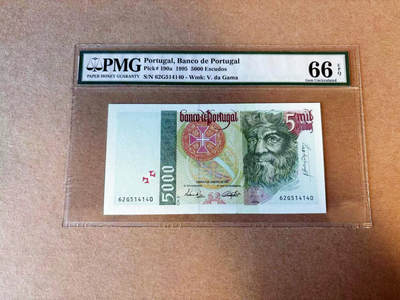 PMG
PAPER MONEY GUARANTY
Portugal, Banco de Portugal
Pick# 190a 1995 5000 Escudos
S/N 62G514140 - Wmk: V. da Gama
66 EPQ
Gem Uncirculated
Banco de Portugal
5 mil
5000
62G514140
62G514140